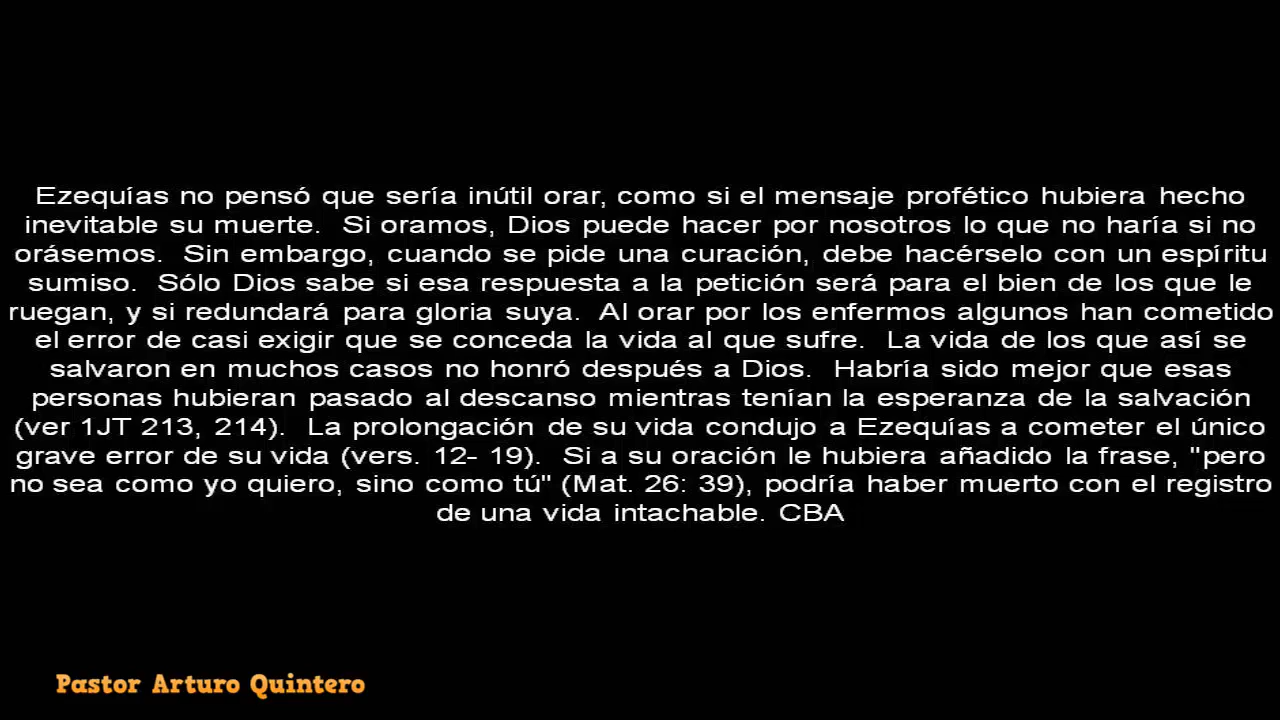 Ezequías no pensó que sería inútil orar, como si el mensaje profético hubiera hecho
inevitable su muerte.  Si oramos, Dios puede hacer por nosotros lo que no haría si no
orásemos.  Sin embargo, cuando se pide una curación, debe hacérselo con un espíritu
sumiso.  Sólo Dios sabe si esa respuesta a la petición será para el bien de los que le
ruegan, y si redundará para gloria suya.  Al orar por los enfermos algunos han cometido
el error de casi exigir que se conceda la vida al que sufre.  La vida de los que así se
salvaron en muchos casos no honró después a Dios.  Habría sido mejor que esas
personas hubieran pasado al descanso mientras tenían la esperanza de la salvación
(ver 1JT 213, 214).  La prolongación de su vida condujo a Ezequías a cometer el único
grave error de su vida (vers. 12- 19).  Si a su oración le hubiera añadido la frase, "pero
no sea como yo quiero, sino como tú" (Mat. 26: 39), podría haber muerto con el registro
de una vida intachable. CBA
Pastor Arturo Quintero